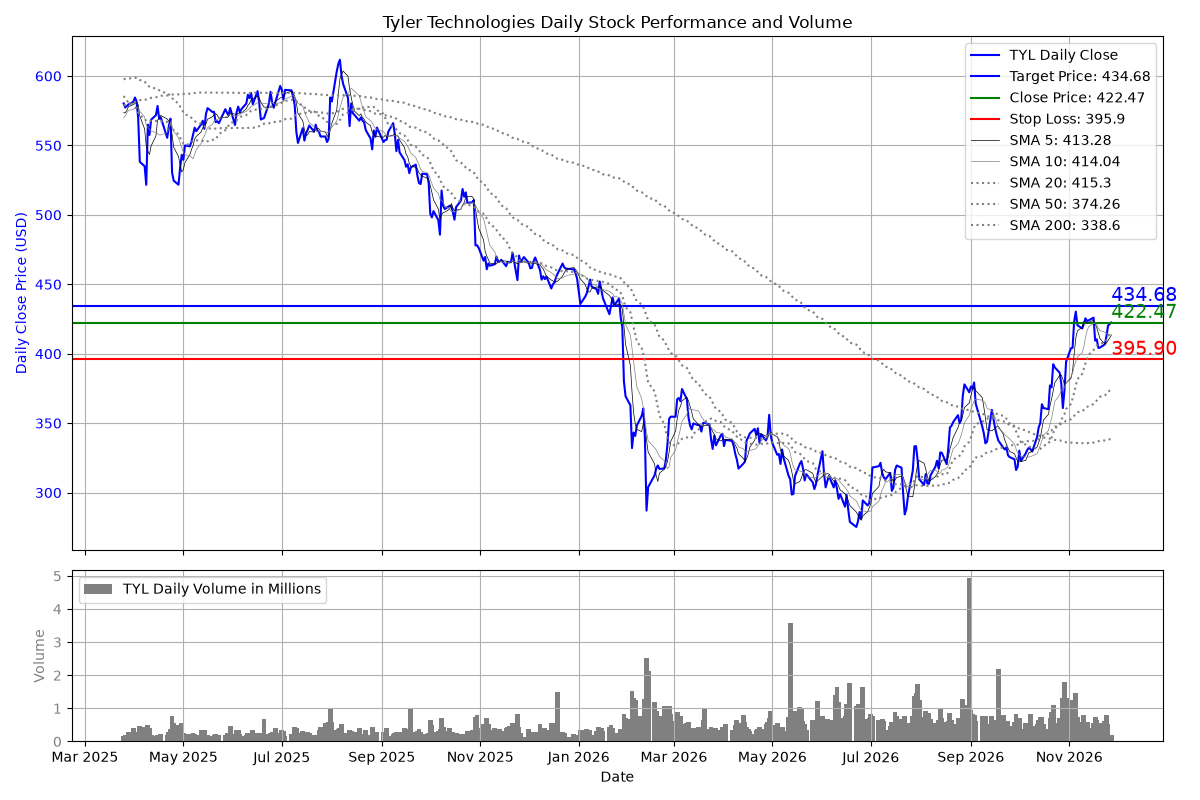 Tyler Technologies Daily Stock Performance and Volume
Daily Close Price (USD)
600
550
500
450
400
350
300
TYL Daily Close
Target Price: 434.68
Close Price: 422.47
Stop Loss: 395.9
SMA 5: 413.28
SMA 10: 414.04
SMA 20: 415.3
SMA 50: 374.26
SMA 200: 338.6
434.68
422.47
395.90
Volume
5
4
3
2
1
0
TYL Daily Volume in Millions
Mar 2025 May 2025 Jul 2025 Sep 2025 Nov 2025 Jan 2026 Mar 2026 May 2026 Jul 2026 Sep 2026 Nov 2026
Date